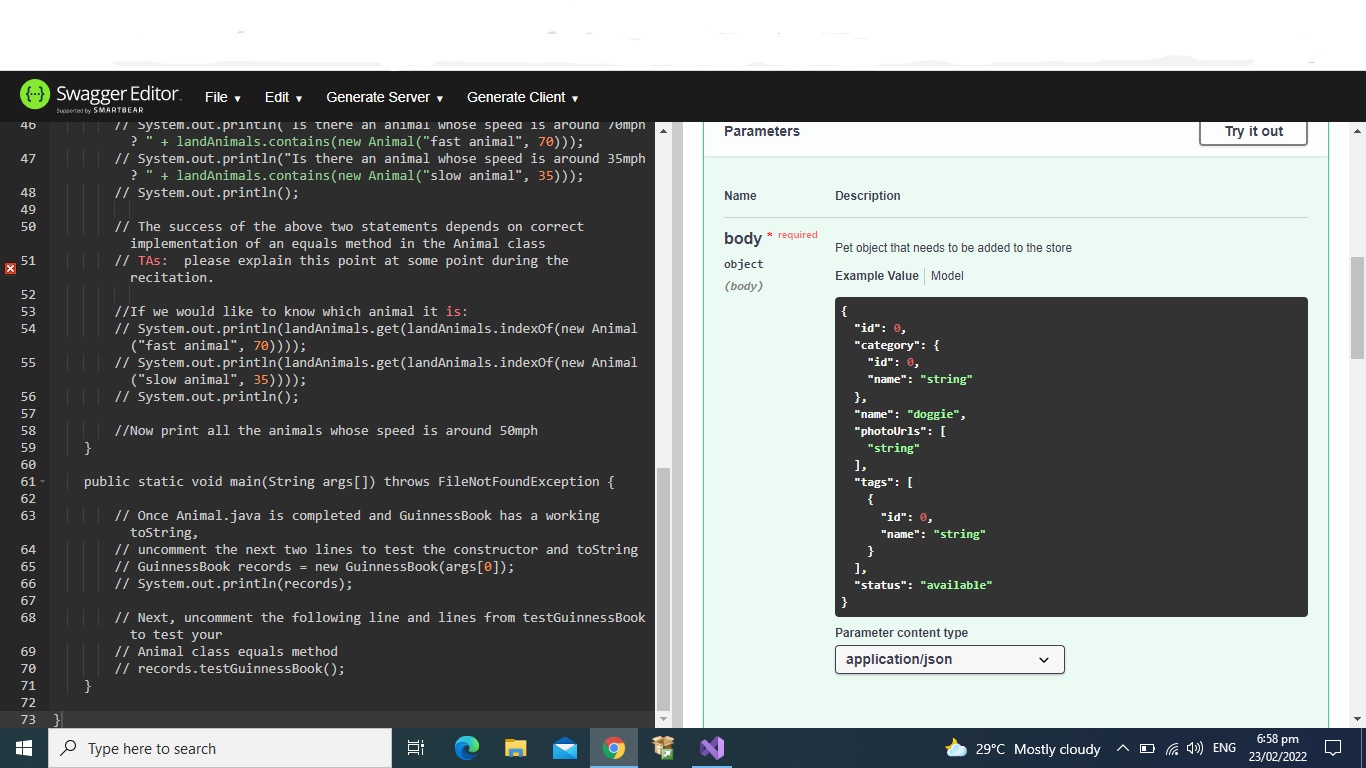 Swagger Editor.
Supported by SMARTBEAR
File ▾ Edit ▾ Generate Server ▾ Generate Client ▾
46 // System.out.println("Is there an animal whose speed is around 70mph
? " + landAnimals.contains(new Animal("fast animal", 70)));
47 // System.out.println("Is there an animal whose speed is around 35mph
? " + landAnimals.contains(new Animal("slow animal", 35)));
48 // System.out.println();
49
50 // The success of the above two statements depends on correct
implementation of an equals method in the Animal class
51 // TAs:  please explain this point at some point during the
recitation.
52
53 //If we would like to know which animal it is:
54 // System.out.println(landAnimals.get(landAnimals.indexOf(new Animal
("fast animal", 70))));
55 // System.out.println(landAnimals.get(landAnimals.indexOf(new Animal
("slow animal", 35))));
56 // System.out.println();
57
58 //Now print all the animals whose speed is around 50mph
59 }
60
61 public static void main(String args[]) throws FileNotFoundException {
62
63 // Once Animal.java is completed and GuinnessBook has a working
toString,
64 // uncomment the next two lines to test the constructor and toString
65 // GuinnessBook records = new GuinnessBook(args[0]);
66 // System.out.println(records);
67
68 // Next, uncomment the following line and lines from testGuinnessBook
to test your
69 // Animal class equals method
70 // records.testGuinnessBook();
71 }
72
73 }
Parameters
Try it out
Name Description
body * required
object
(body)
Pet object that needs to be added to the store
Example Value | Model
{
"id": 0,
"category": {
"id": 0,
"name": "string"
},
"name": "doggie",
"photoUrls": [
"string"
],
"tags": [
{
"id": 0,
"name": "string"
}
],
"status": "available"
}
Parameter content type
application/json
Type here to search
29°C Mostly cloudy
ENG
6:58 pm
23/02/2022